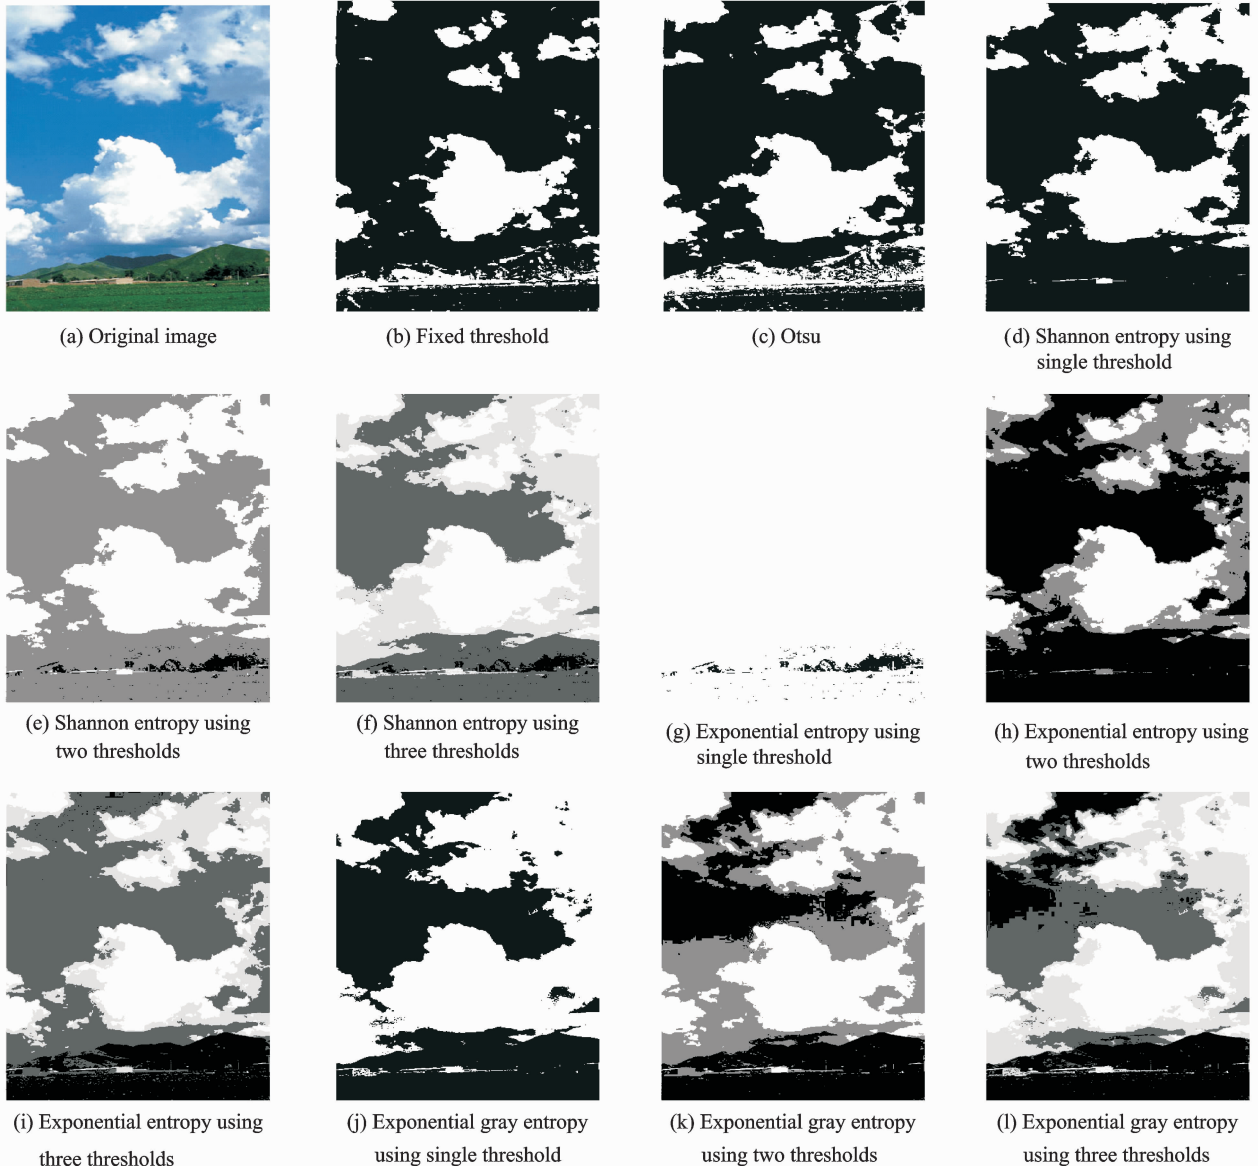 (a) Original image
(b) Fixed threshold
(c) Otsu
(d) Shannon entropy using
single threshold
(e) Shannon entropy using
two thresholds
(f) Shannon entropy using
three thresholds
(g) Exponential entropy using
single threshold
(h) Exponential entropy using
two thresholds
(i) Exponential entropy using
three thresholds
(j) Exponential gray entropy
using single threshold
(k) Exponential gray entropy
using two thresholds
(l) Exponential gray entropy
using three thresholds